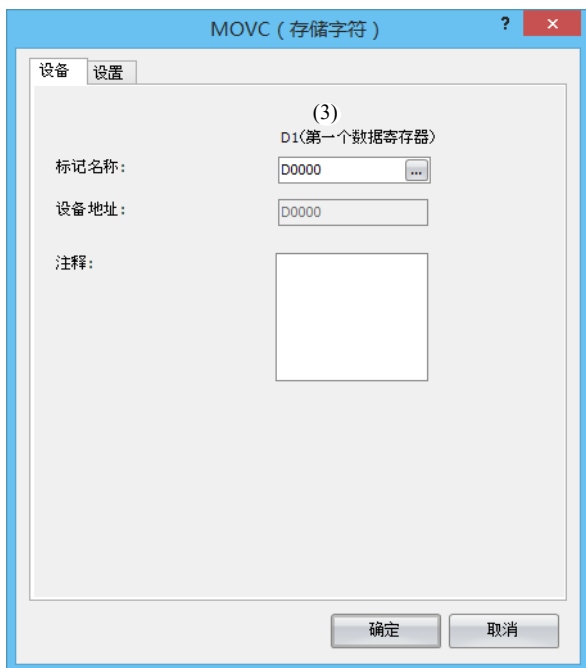 MOVC（存储字符）
?
×
设备 设置
(3)
D1(第一个数据寄存器)
标记名称: D0000 ...
设备地址: D0000
注释:
确定 取消